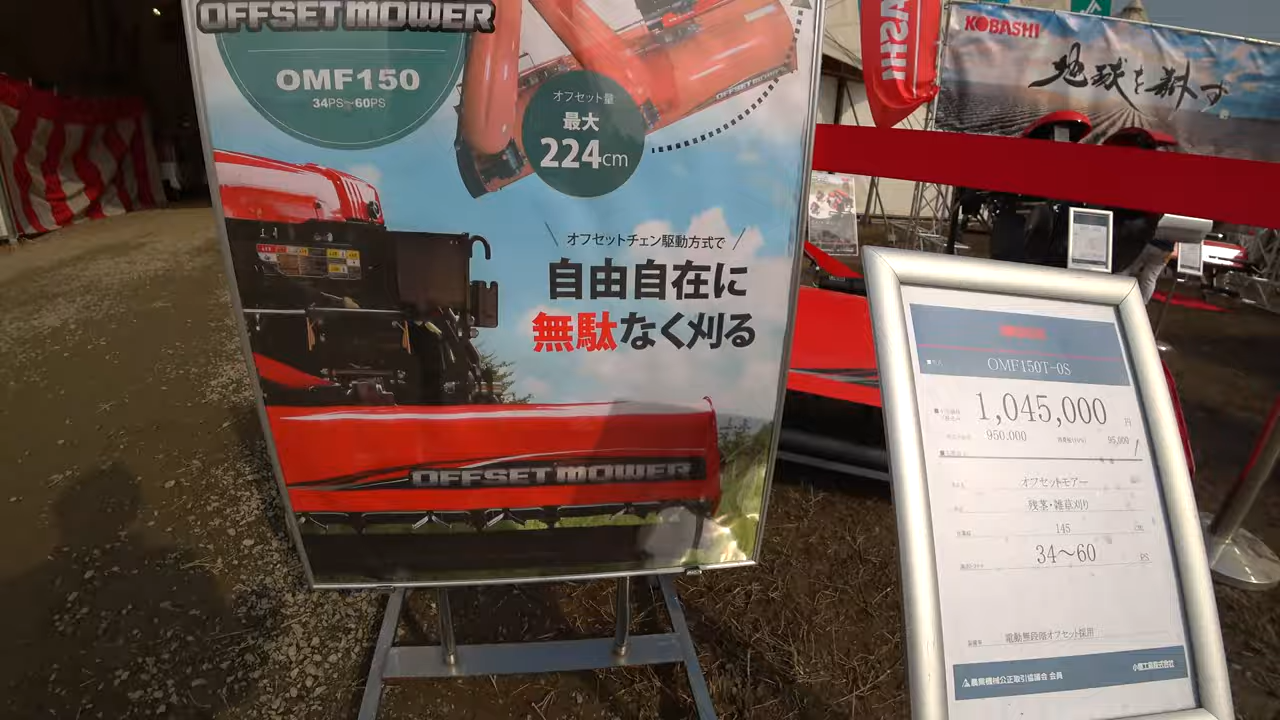 OFFSET MOWER
OMF150
34PS〜60PS
オフセット量
最大
224cm
OFFSET MOWER
オフセットチェン駆動方式で
自由自在に
無駄なく刈る
OFFSET MOWER
KOBASHI
地球を耕す
ASHI
OMF150T-0S
1,045,000 円
950,000
95,000
オフセットモアー
残茎・雑草刈り
145
34〜60 PS
電動無段階オフセット採用
農業機械公正取引協議会 会員
小橋工業株式会社